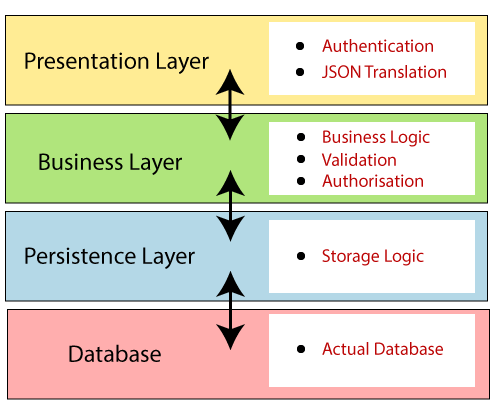 Presentation Layer
• Authentication
• JSON Translation
Business Layer
• Business Logic
• Validation
• Authorisation
Persistence Layer
• Storage Logic
Database
• Actual Database